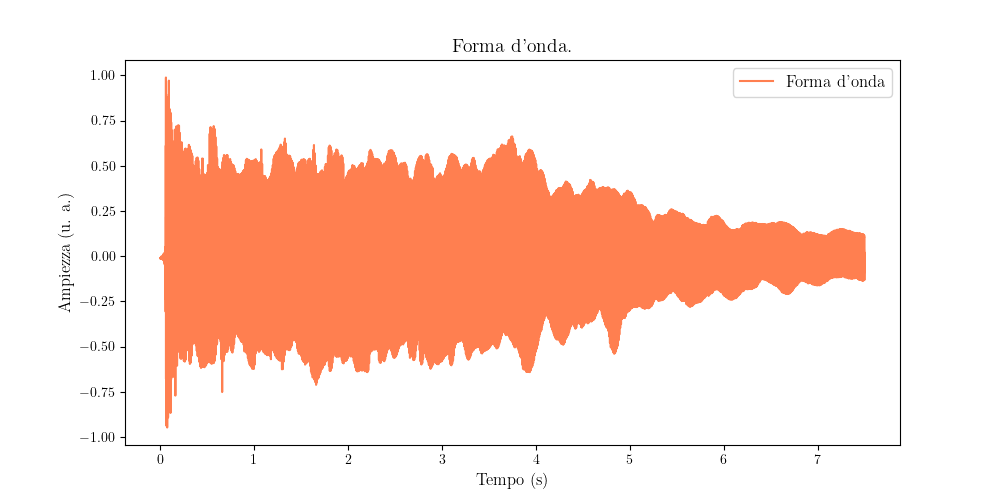 Forma d'onda.
Forma d'onda
1.00
0.75
0.50
0.25
0.00
−0.25
−0.50
−0.75
−1.00
Ampiezza (u. a.)
0 1 2 3 4 5 6 7
Tempo (s)